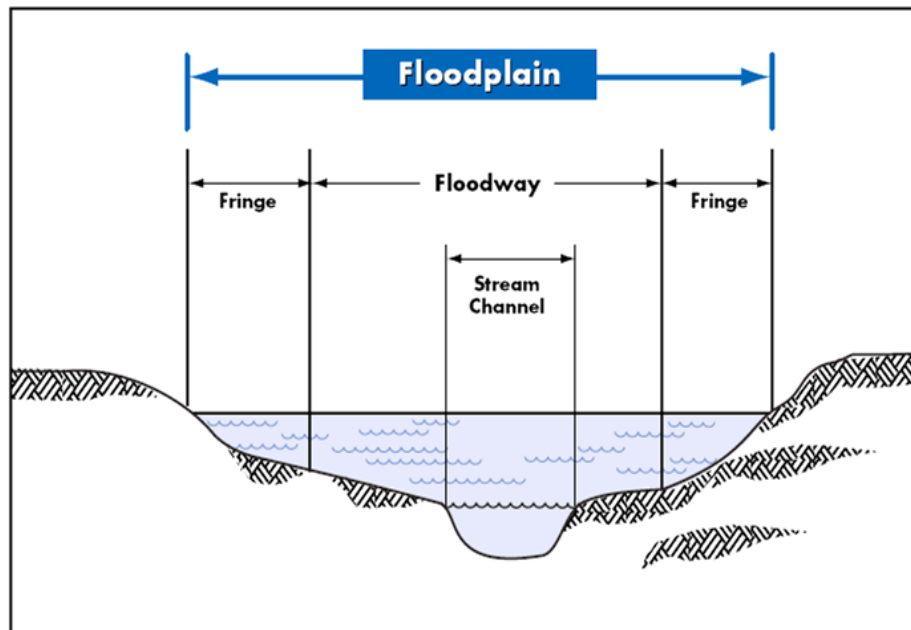 Floodplain
Fringe
Floodway
Fringe
Stream
Channel